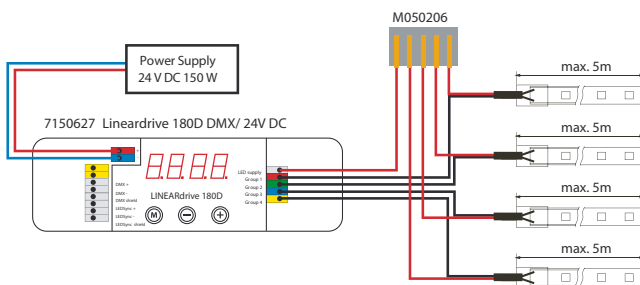 M050206
Power Supply
24 V DC 150 W
max. 5m
7150627 Lineardrive 180D DMX/ 24V DC
max. 5m
LED supply
Group 1
Group 2
Group 3
Group 4
DMX +
DMX -
DMX shield
LEDSync +
LEDSync -
LEDSync shield
LINEARdrive 180D
M
max. 5m
max. 5m